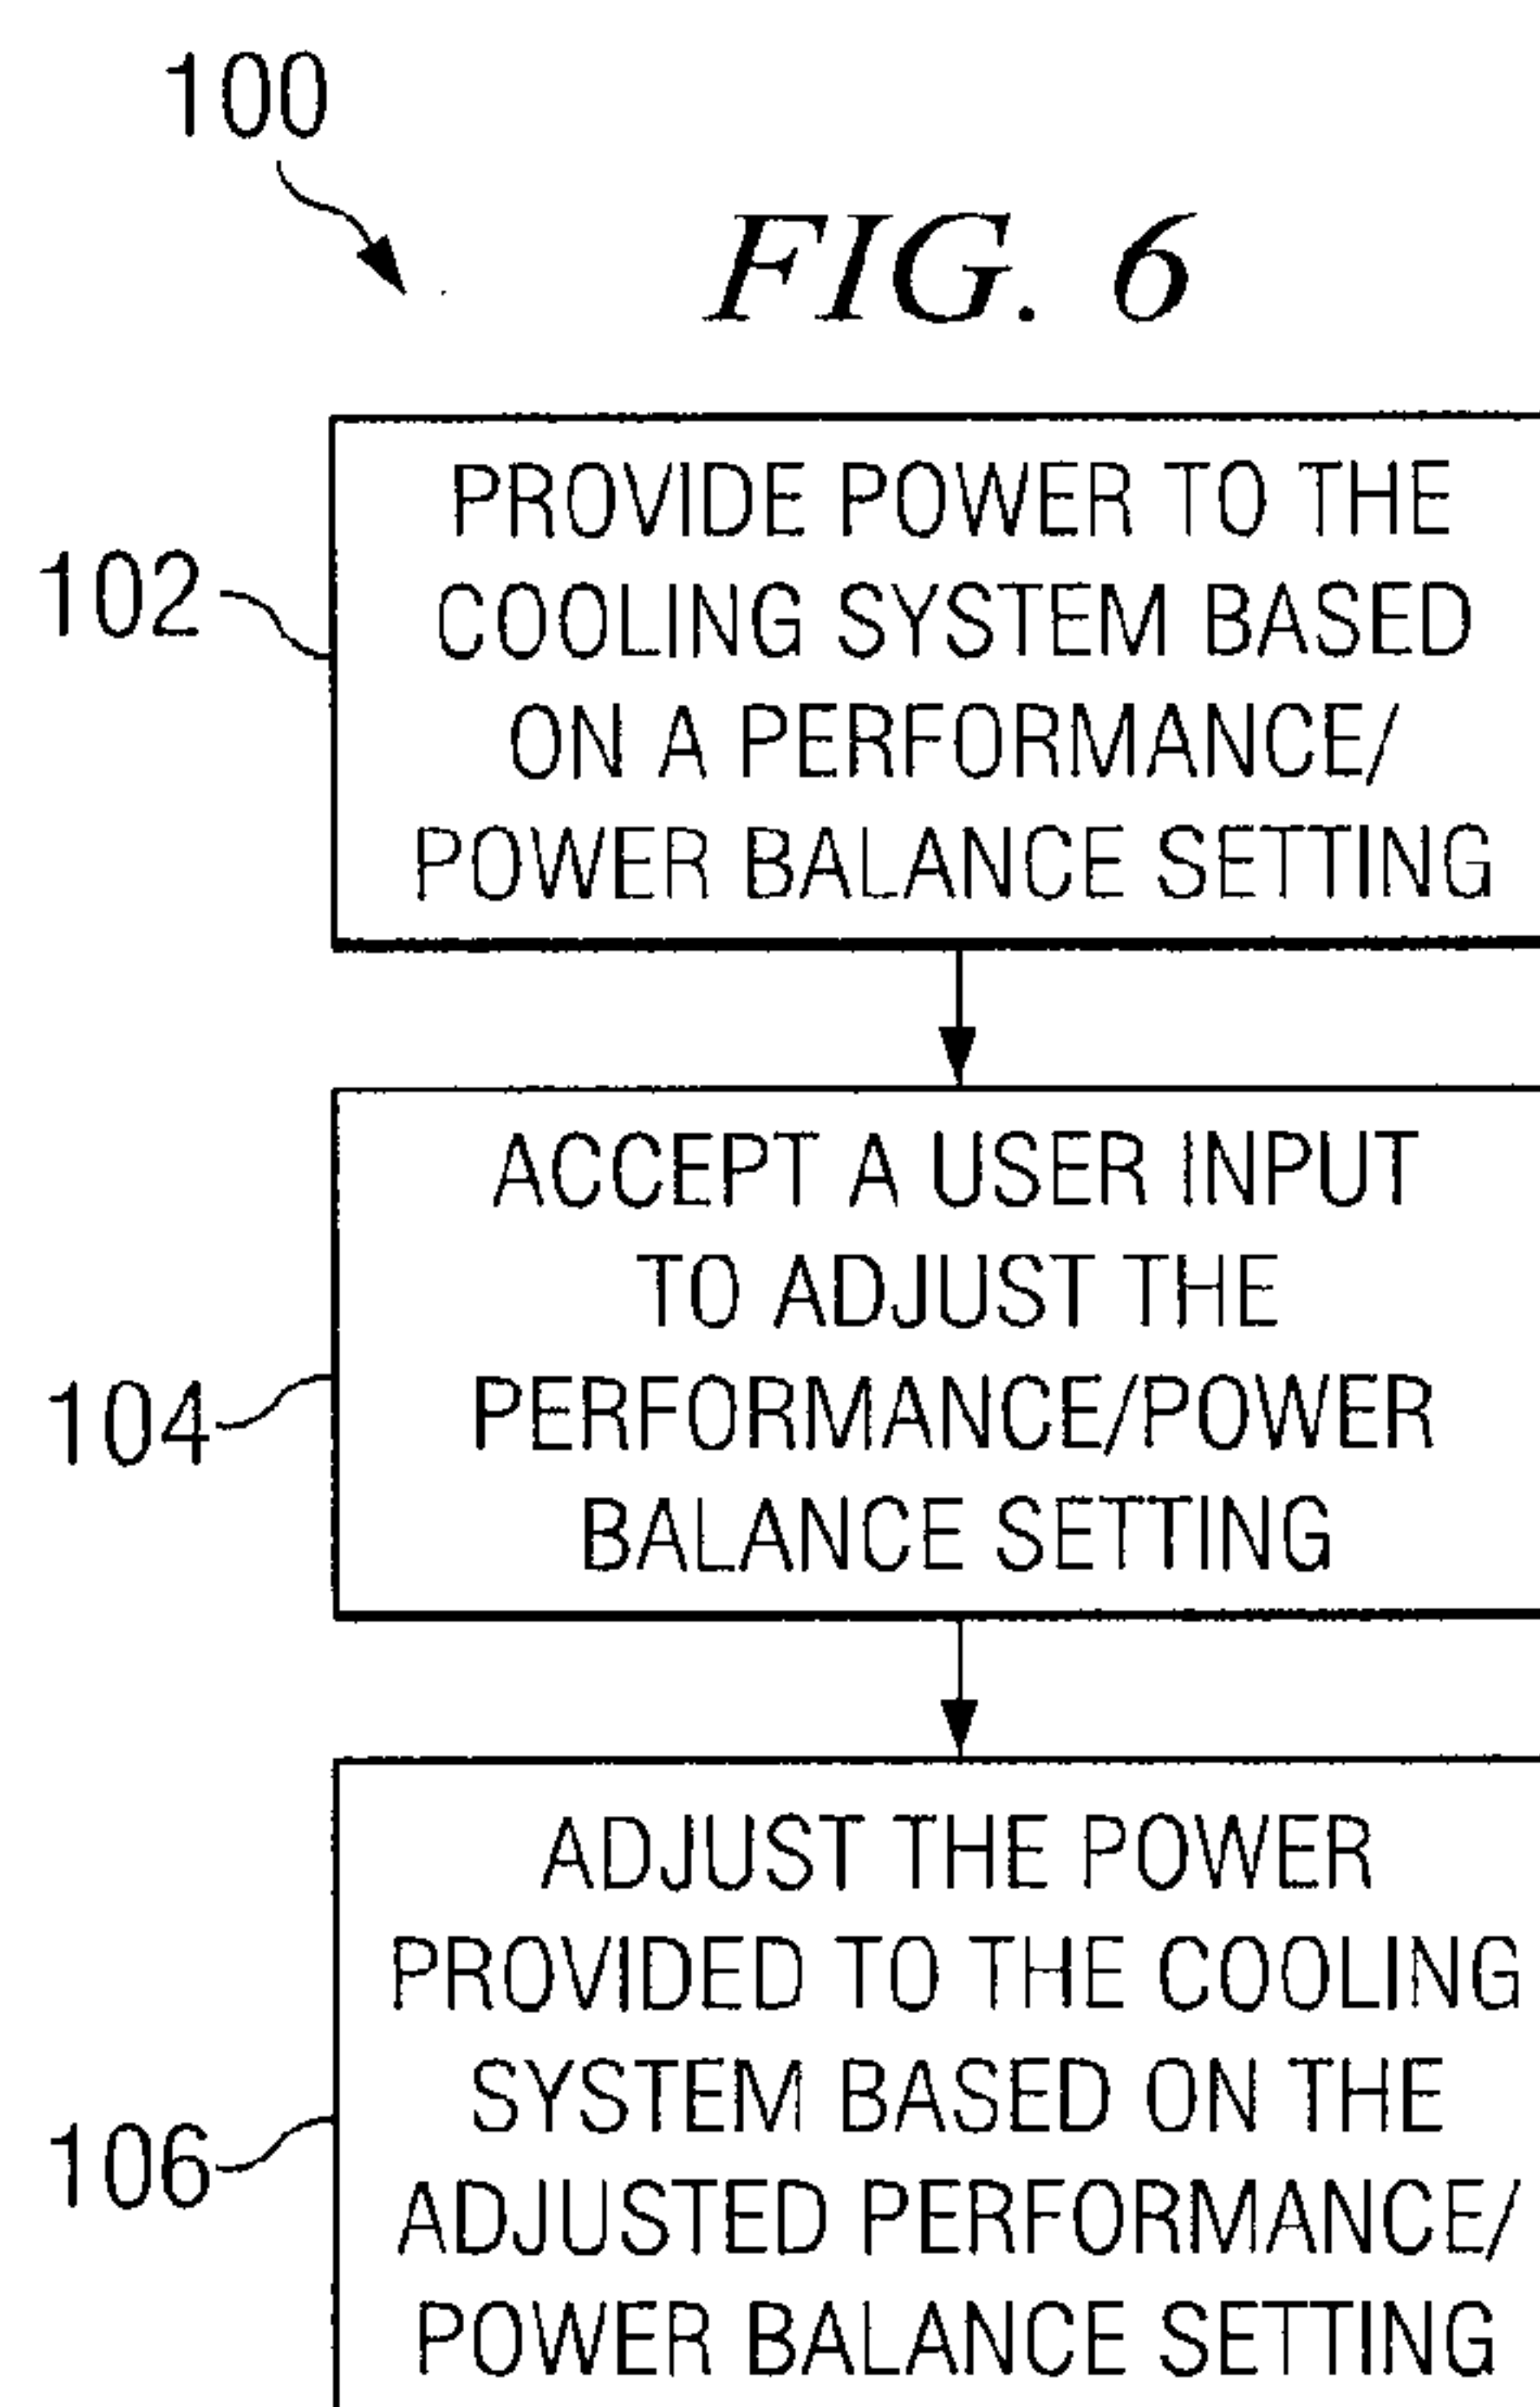 100
FIG. 6
PROVIDE POWER TO THE
COOLING SYSTEM BASED
ON A PERFORMANCE/
POWER BALANCE SETTING
102
ACCEPT A USER INPUT
TO ADJUST THE
PERFORMANCE/POWER
BALANCE SETTING
104
ADJUST THE POWER
PROVIDED TO THE COOLING
SYSTEM BASED ON THE
ADJUSTED PERFORMANCE/
POWER BALANCE SETTING
106